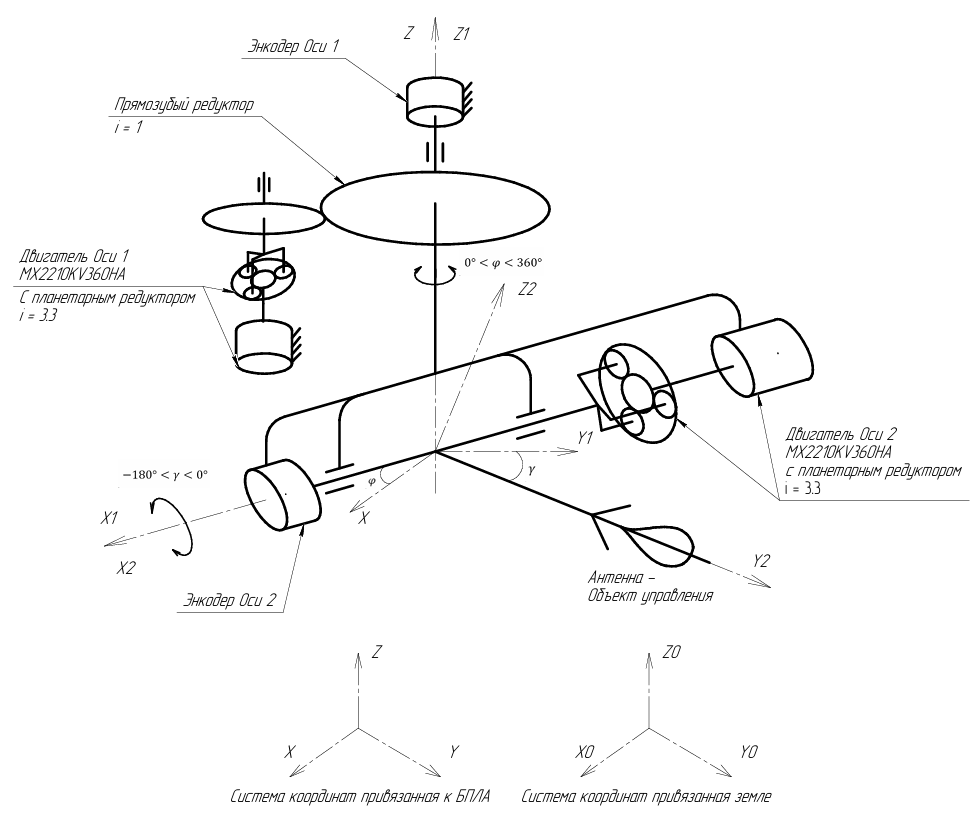 Z
Z1
Энкодер Оси 1
Прямозубый редуктор
i = 1
Двигатель Оси 1
MX2210KV360HA
С планетарным редуктором
i = 3.3
0° < φ < 360°
Z2
Y1
γ
φ
X
−180° < γ < 0°
X1
X2
Энкодер Оси 2
Двигатель Оси 2
MX2210KV360HA
с планетарным редуктором
i = 3.3
Y2
Антенна –
Объект управления
Z
X
Y
Система координат привязанная к БПЛА
Z0
X0
Y0
Система координат привязанная земле